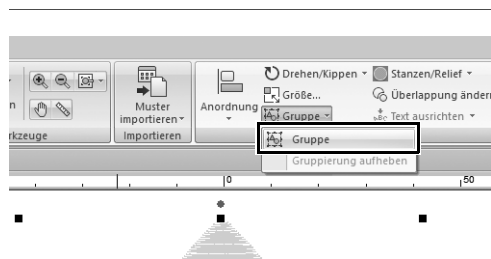 Drehen/Kippen
Stanzen/Relief
Größe...
Überlappung änder
n
Muster
importieren
Anordnung
Gruppe
Text ausrichten
rkzeuge
Importieren
Gruppe
Gruppierung aufheben
0
50